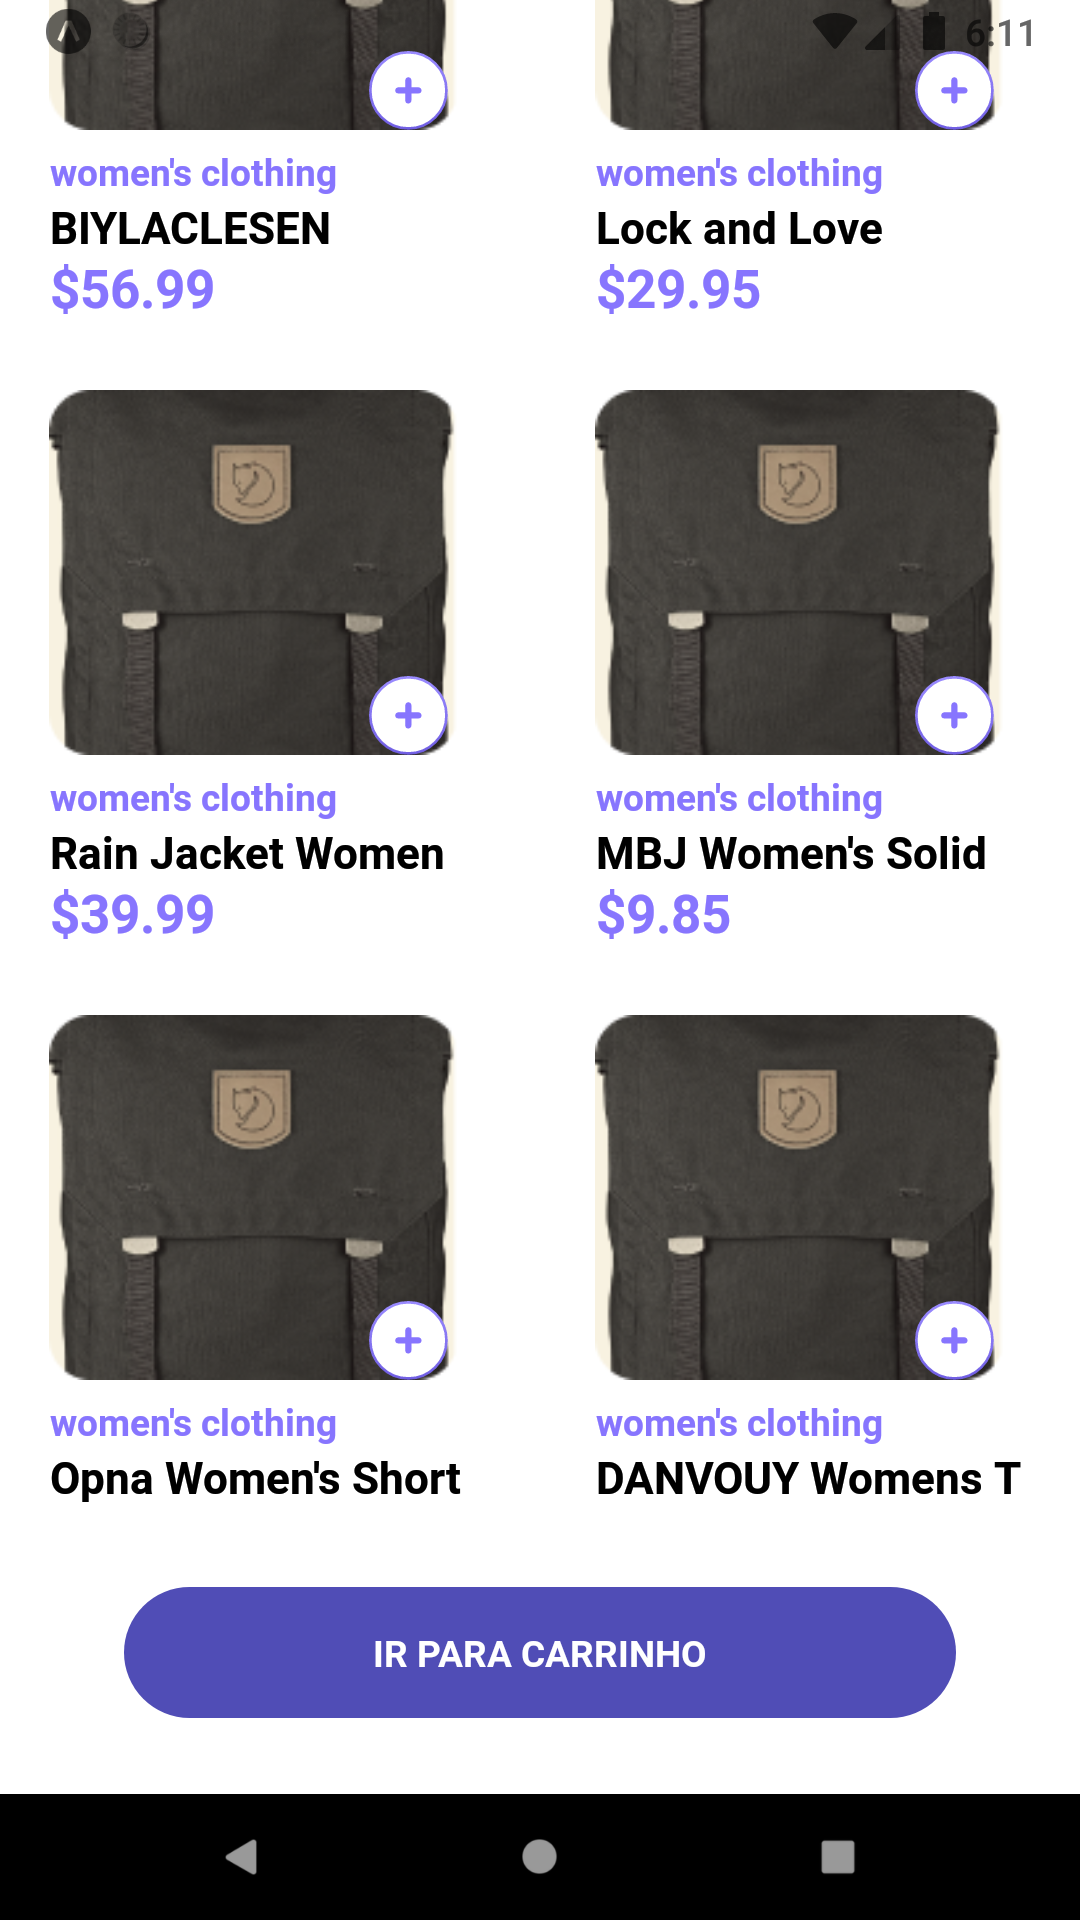 6:11
women's clothing
BIYLACLESEN
$56.99
women's clothing
Lock and Love
$29.95
women's clothing
Rain Jacket Women
$39.99
women's clothing
MBJ Women's Solid
$9.85
women's clothing
Opna Women's Short
women's clothing
DANVOUY Womens T
IR PARA CARRINHO